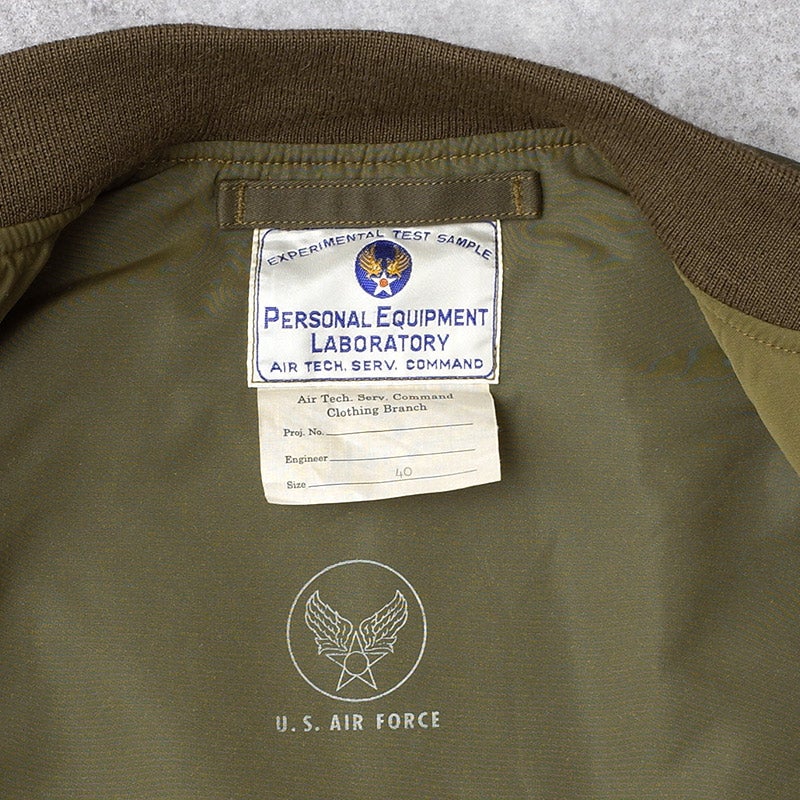 EXPERIMENTAL TEST SAMPLE
PERSONAL EQUIPMENT
LABORATORY
AIR TECH. SERV. COMMAND
Air Tech. Serv. Command
Clothing Branch
Proj. No.
Engineer
Size 40
U.S. AIR FORCE